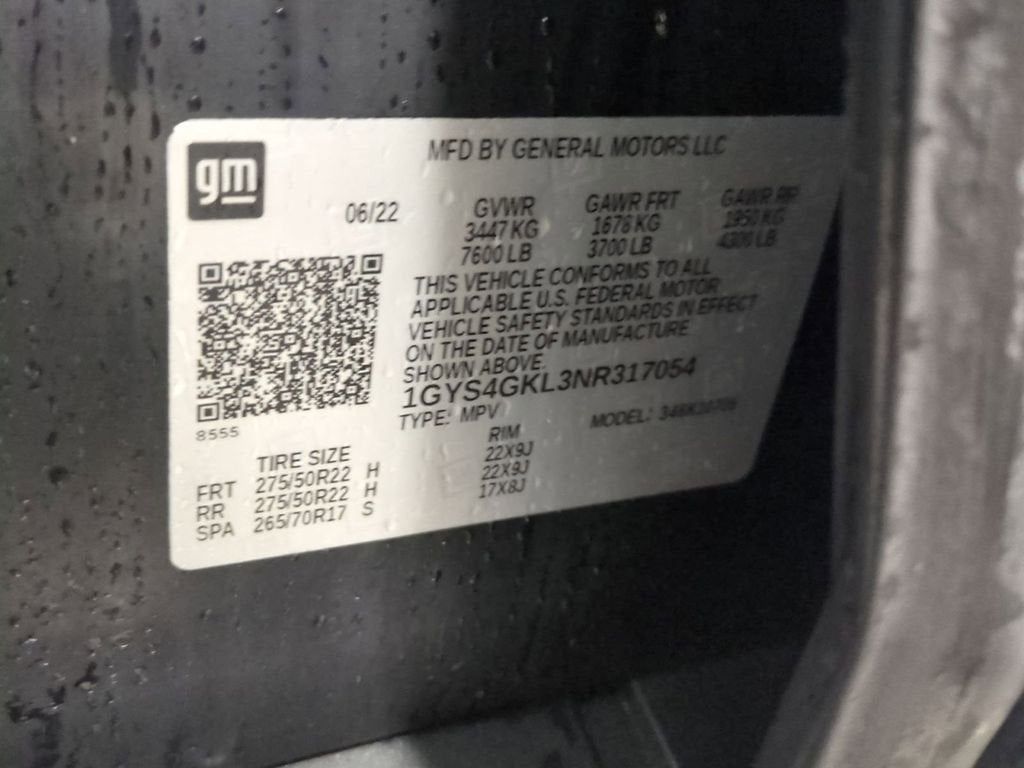 gm
MFD BY GENERAL MOTORS LLC
06/22
GVWR GAWR FRT GAWR RR
3447 KG 1678 KG 1950 KG
7600 LB 3700 LB 4300 LB
THIS VEHICLE CONFORMS TO ALL
APPLICABLE U.S. FEDERAL MOTOR
VEHICLE SAFETY STANDARDS IN EFFECT
ON THE DATE OF MANUFACTURE
SHOWN ABOVE.
1GYS4GKL3NR317054
TYPE: MPV MODEL:
8555
TIRE SIZE RIM
FRT 275/50R22 H 22X9J
RR 275/50R22 H 22X9J
SPA 265/70R17 S 17X8J